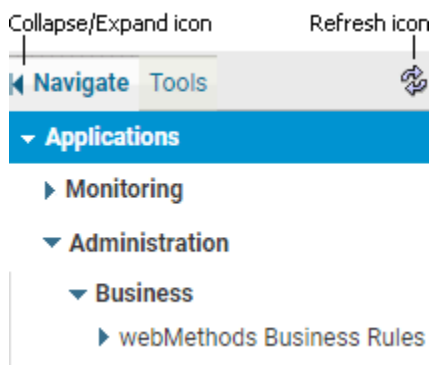 Collapse/Expand icon Refresh icon
Navigate Tools
Applications
Monitoring
Administration
Business
webMethods Business Rules